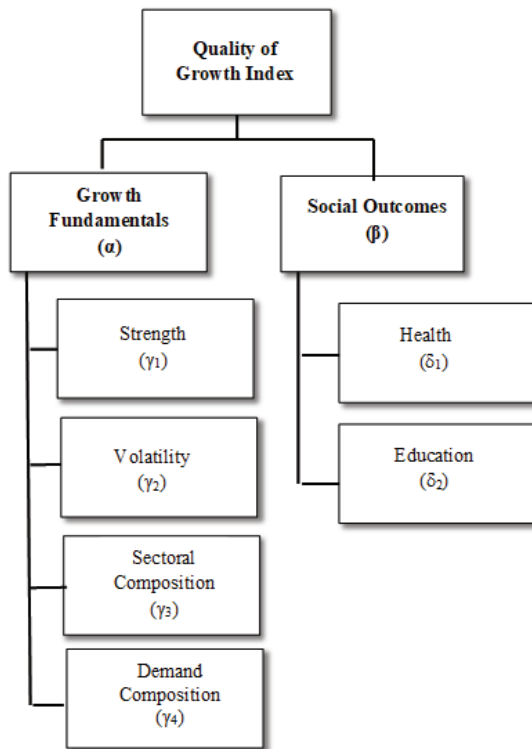 Quality of
Growth Index
Growth
Fundamentals
(α)
Social Outcomes
(β)
Strength
(γ₁)
Volatility
(γ₂)
Sectoral
Composition
(γ₃)
Demand
Composition
(γ₄)
Health
(δ₁)
Education
(δ₂)